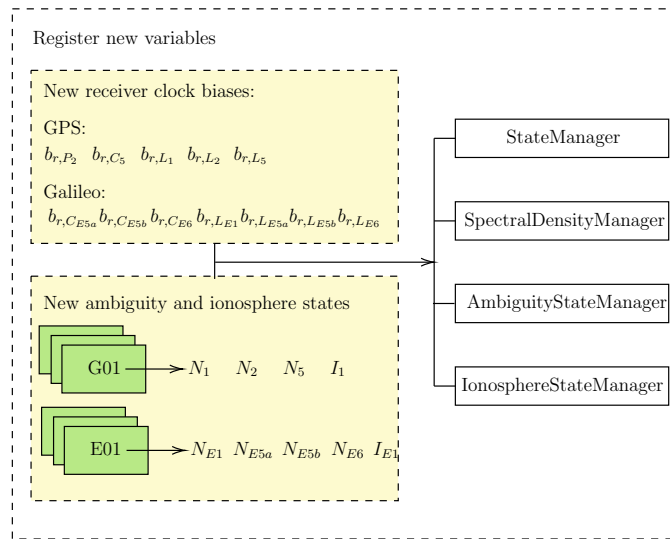 Register new variables
New receiver clock biases:
GPS:
b_{r,P_2} b_{r,C_5} b_{r,L_1} b_{r,L_2} b_{r,L_5}
Galileo:
b_{r,C_{E5a}} b_{r,C_{E5b}} b_{r,C_{E6}} b_{r,L_{E1}} b_{r,L_{E5a}} b_{r,L_{E5b}} b_{r,L_{E6}}
New ambiguity and ionosphere states
G01 N_1 N_2 N_5 I_1
E01 N_{E1} N_{E5a} N_{E5b} N_{E6} I_{E1}
StateManager
SpectralDensityManager
AmbiguityStateManager
IonosphereStateManager